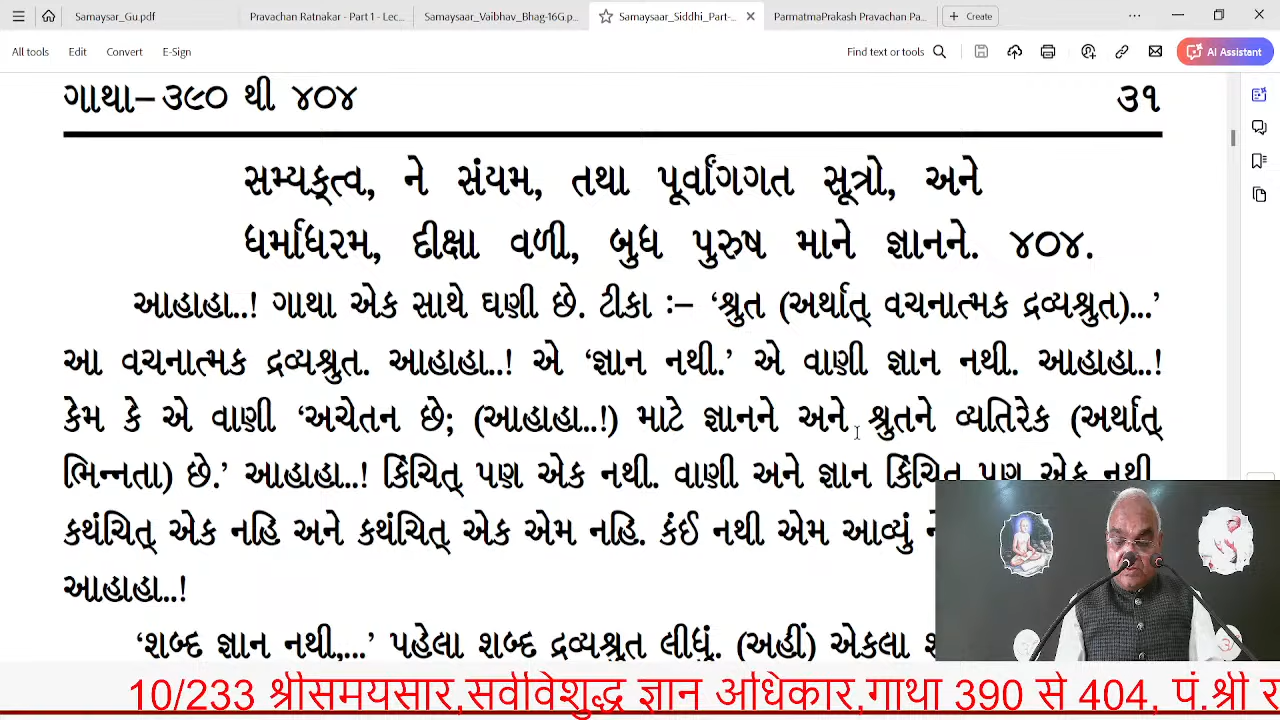 Samaysar_Gu.pdf
Pravachan Ratnakar - Part 1 - Lec...
Samaysar_Vaibhav_Bhag-16G.p...
Samaysaar_Siddhi_Part-...
ParmatmaPrakash Pravachan Pa...
Create
All tools Edit Convert E-Sign
Find text or tools
AI Assistant
ગાથા–૩૯૦ થી ૪૦૪ ૩૧
સમ્યક્ત્વ, ને સંયમ, તથા પૂર્વાંગગત સૂત્રો, અને
ધર્માધરમ, દીક્ષા વળી, બુધ પુરુષ માને જ્ઞાનને. ૪૦૪.
આહાહા..! ગાથા એક સાથે ઘણી છે. ટીકા :– ‘શ્રુત (અર્થાત્ વચનાત્મક દ્રવ્યશ્રુત)...’
આ વચનાત્મક દ્રવ્યશ્રુત. આહાહા..! એ ‘જ્ઞાન નથી.’ એ વાણી જ્ઞાન નથી. આહાહા..!
કેમ કે એ વાણી ‘અચેતન છે; (આહાહા..!) માટે જ્ઞાનને અને શ્રુતને વ્યતિરેક (અર્થાત્
ભિન્નતા) છે.’ આહાહા..! કિંચિત્ પણ એક નથી. વાણી અને જ્ઞાન કિંચિત્ પણ એક નથી.
કથંચિત્ એક નહિ અને કથંચિત્ એક એમ નહિ. કંઈ નથી એમ આવ્યું
આહાહા..!
‘શબ્દ જ્ઞાન નથી,...’ પહેલા શબ્દ દ્રવ્યશ્રુત લીધું. (અહીં) એકલા
10/233 श्रीसमयसार,सर्वविशुद्ध ज्ञान अधिकार,गाथा 390 से 404, पं.श्री